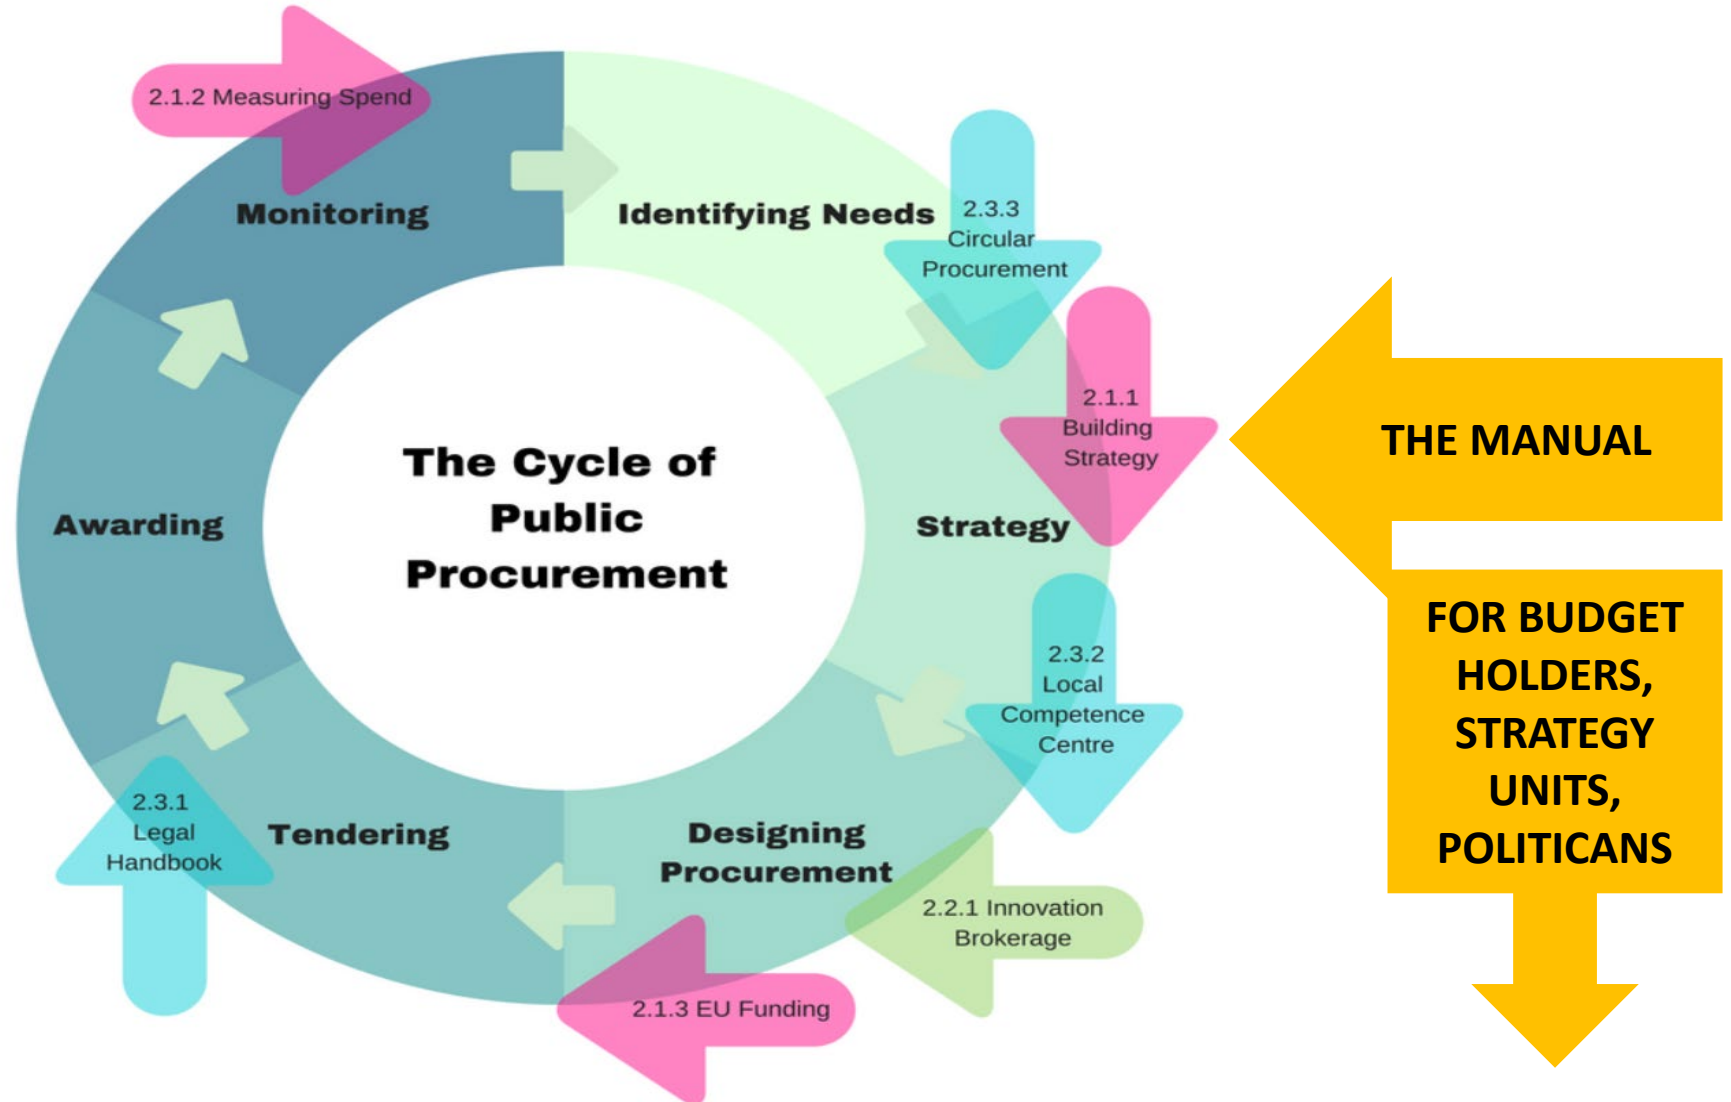 2.1.2 Measuring Spend
Monitoring
Identifying Needs
2.3.3
Circular
Procurement
2.1.1
Building
Strategy
THE MANUAL
The Cycle of
Public
Procurement
Awarding
Strategy
FOR BUDGET
HOLDERS,
STRATEGY
UNITS,
POLITICANS
2.3.2
Local
Competence
Centre
2.3.1
Legal
Handbook
Tendering
Designing
Procurement
2.2.1 Innovation
Brokerage
2.1.3 EU Funding